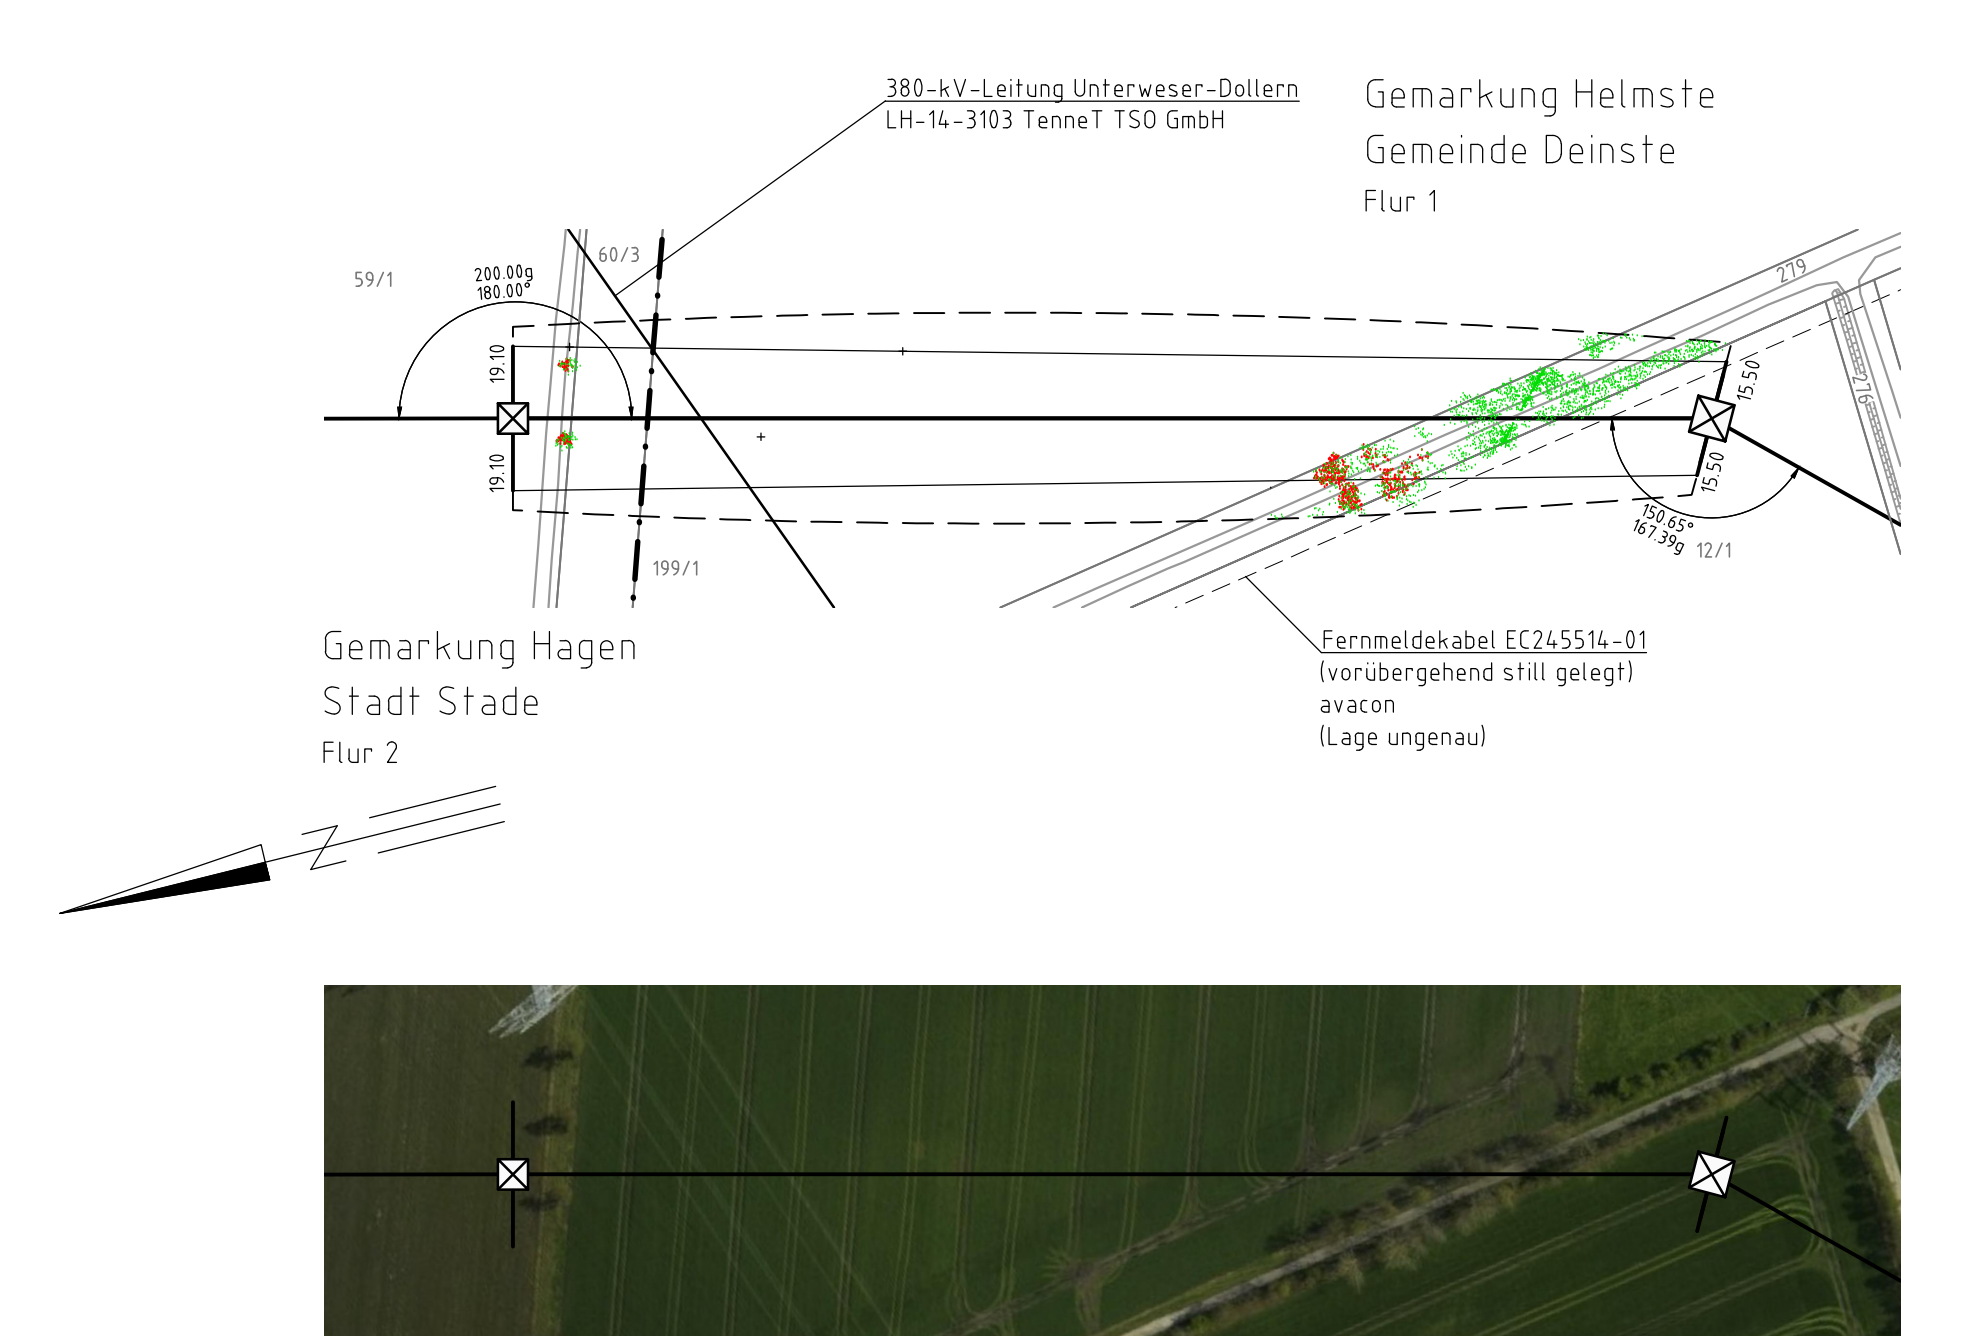 380-kV-Leitung Unterweser-Dollern
LH-14-3103 TenneT TSO GmbH
Gemarkung Helmste
Gemeinde Deinste
Flur 1
59/1
200.00g
180.00°
60/3
279
276
19.10
19.10
15.50
15.50
150.65°
167.39g
12/1
199/1
Fernmeldekabel EC245514-01
(vorübergehend still gelegt)
avacon
(Lage ungenau)
Gemarkung Hagen
Stadt Stade
Flur 2
N